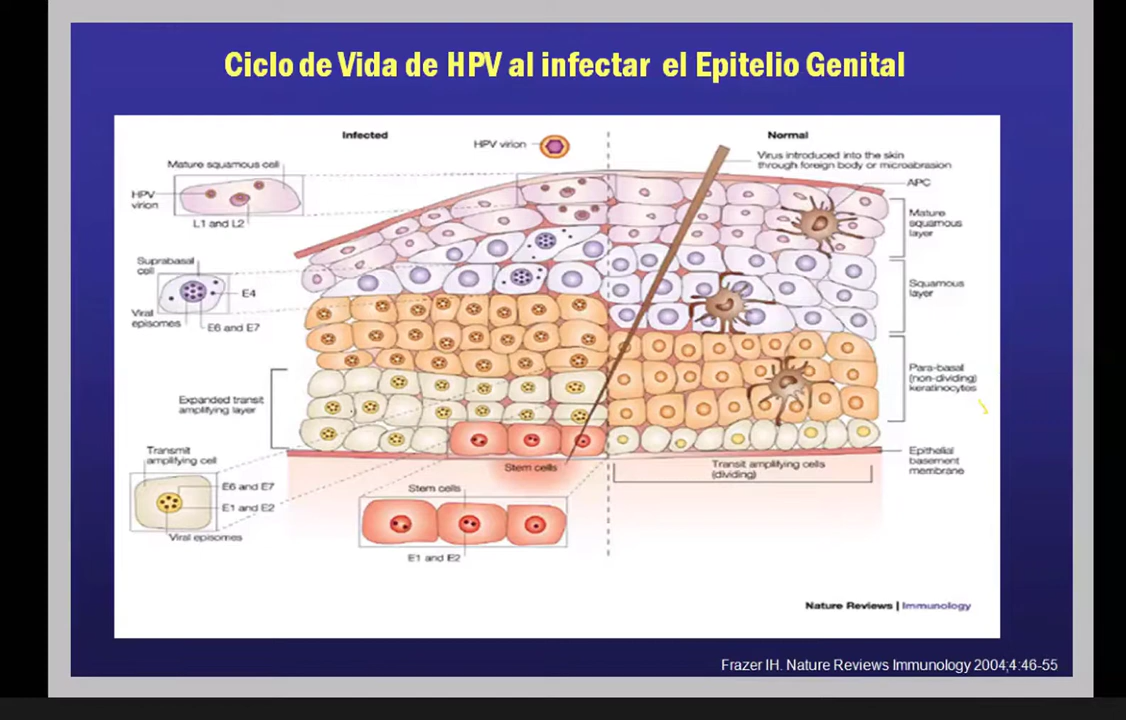 Ciclo de Vida de HPV al infectar el Epitelio Genital
Infected
HPV virion
Normal
Virus introduced into the skin
through foreign body or microabrasion
Mature squamous cell
HPV
virion
L1 and L2
APC
Mature
squamous
layer
Suprabasal
cell
E4
Viral
episomes
E6 and E7
Squamous
layer
Para-basal
(non-dividing)
keratinocytes
Expanded transit
amplifying layer
Transmit
amplifying cell
E6 and E7
E1 and E2
Viral episomes
Stem cells
Transit amplifying cells
(dividing)
Epithelial
basement
membrane
Stem cells
E1 and E2
Nature Reviews | Immunology
Frazer IH. Nature Reviews Immunology 2004;4:46-55